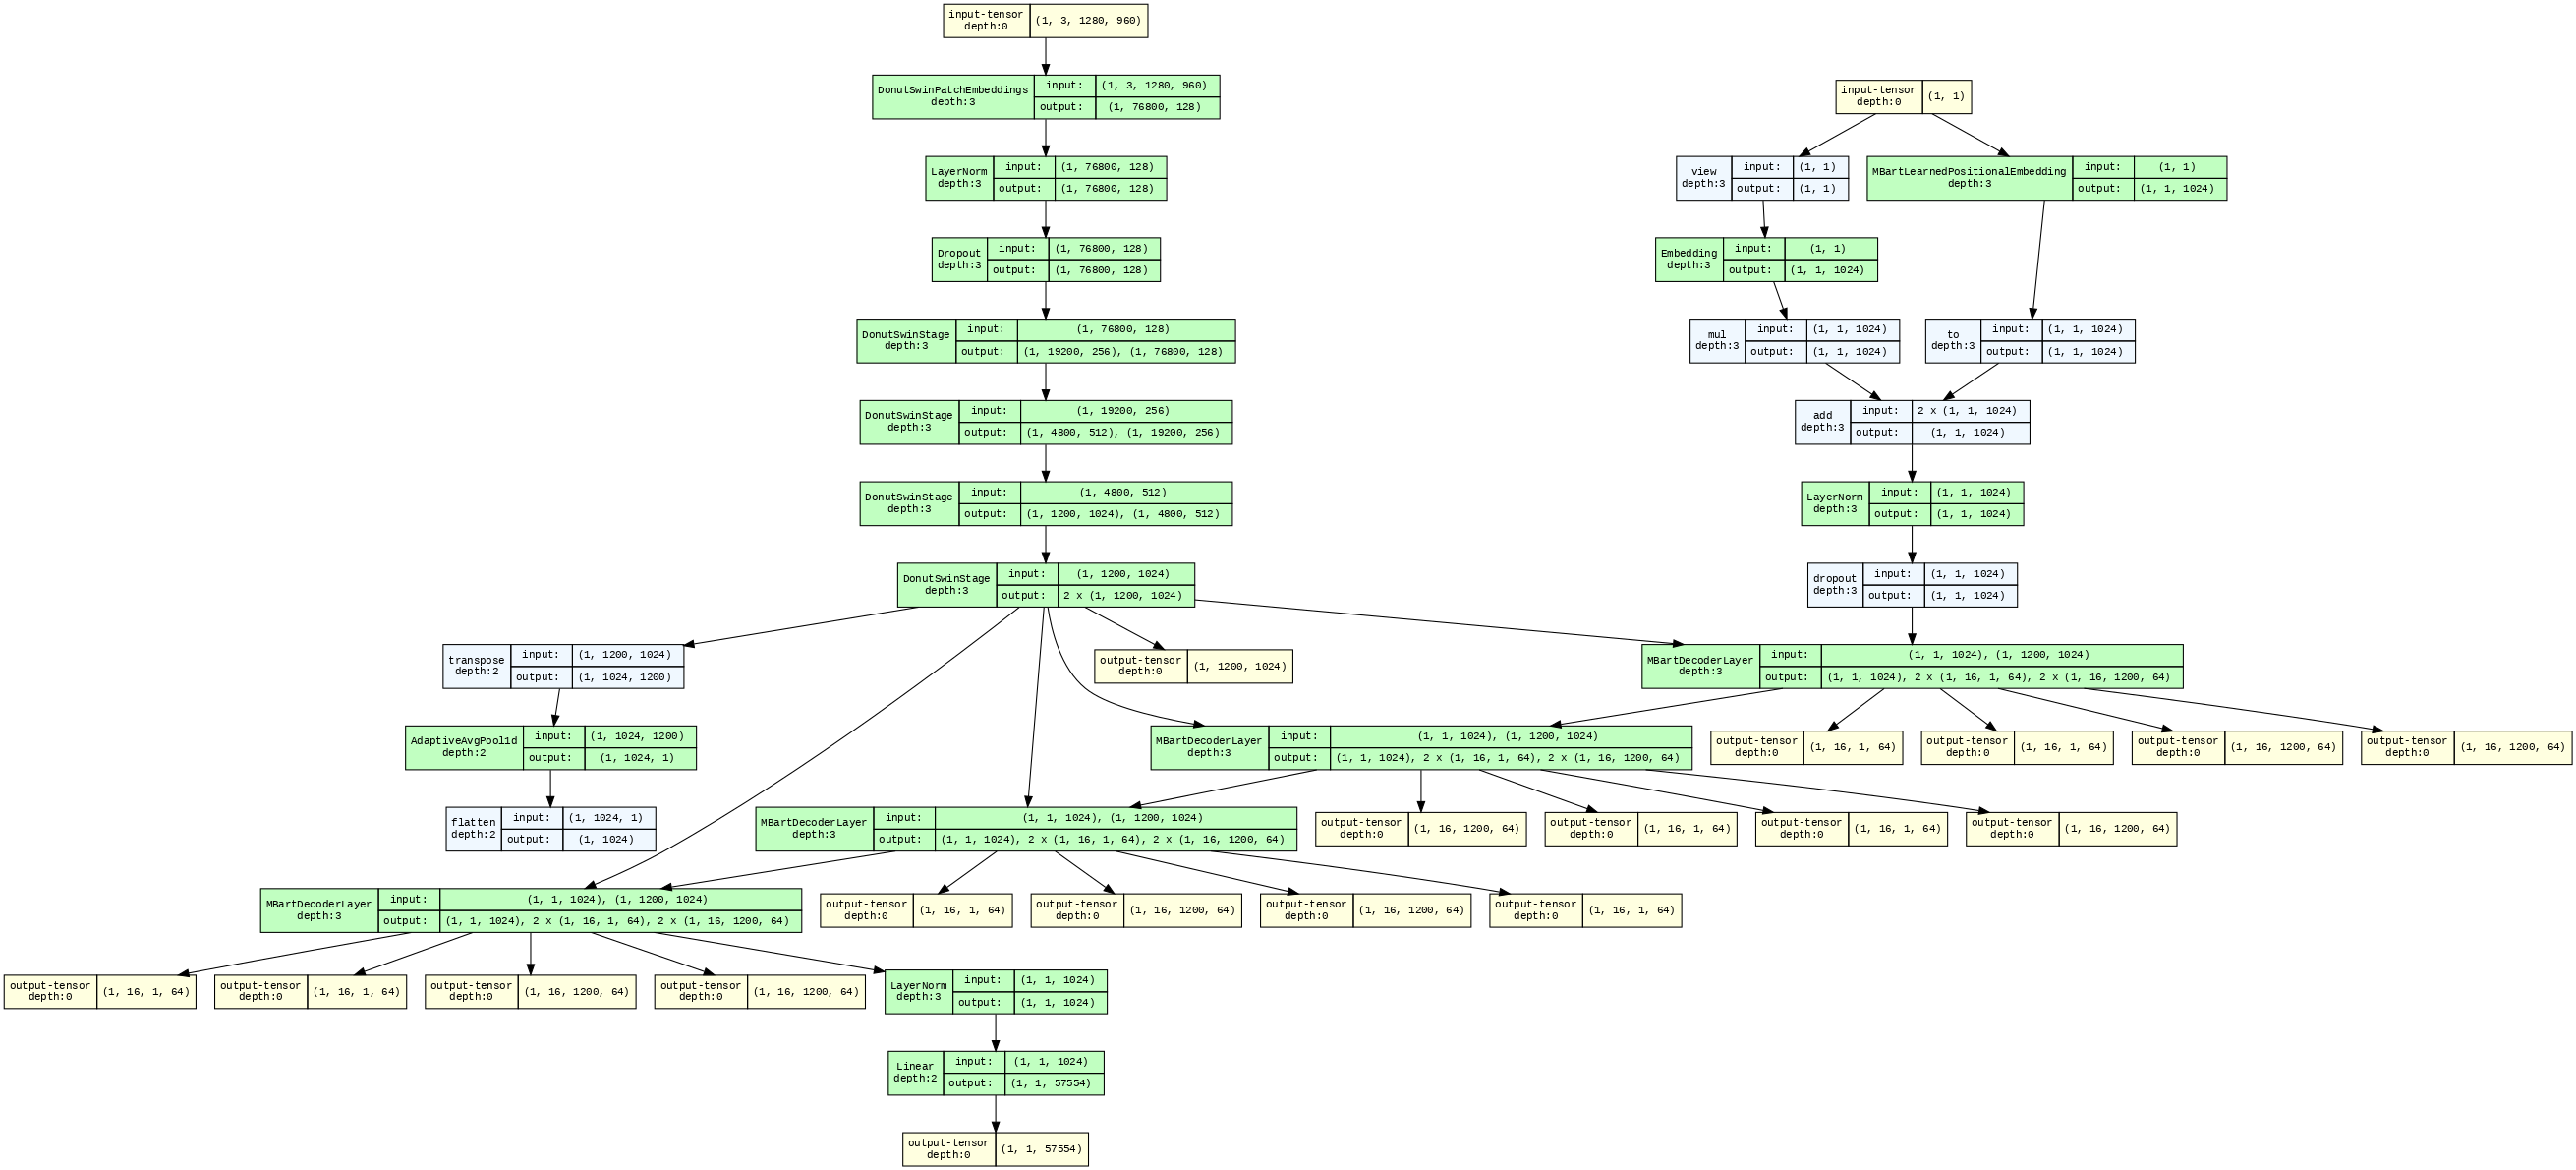 input-tensor
depth:0
(1, 3, 1280, 960)
DonutSwinPatchEmbeddings
depth:3
input:
(1, 3, 1280, 960)
output:
(1, 76800, 128)
input-tensor
depth:0
(1, 1)
LayerNorm
depth:3
input:
(1, 76800, 128)
output:
(1, 76800, 128)
view
depth:3
input:
(1, 1)
output:
(1, 1)
MBartLearnedPositionalEmbedding
depth:3
input:
(1, 1)
output:
(1, 1, 1024)
Dropout
depth:3
input:
(1, 76800, 128)
output:
(1, 76800, 128)
Embedding
depth:3
input:
(1, 1)
output:
(1, 1, 1024)
DonutSwinStage
depth:3
input:
(1, 76800, 128)
output:
(1, 19200, 256), (1, 76800, 128)
mul
depth:3
input:
(1, 1, 1024)
output:
(1, 1, 1024)
to
depth:3
input:
(1, 1, 1024)
output:
(1, 1, 1024)
DonutSwinStage
depth:3
input:
(1, 19200, 256)
output:
(1, 4800, 512), (1, 19200, 256)
add
depth:3
input:
2 x (1, 1, 1024)
output:
(1, 1, 1024)
DonutSwinStage
depth:3
input:
(1, 4800, 512)
output:
(1, 1200, 1024), (1, 4800, 512)
LayerNorm
depth:3
input:
(1, 1, 1024)
output:
(1, 1, 1024)
DonutSwinStage
depth:3
input:
(1, 1200, 1024)
output:
2 x (1, 1200, 1024)
dropout
depth:3
input:
(1, 1, 1024)
output:
(1, 1, 1024)
transpose
depth:2
input:
(1, 1200, 1024)
output:
(1, 1024, 1200)
output-tensor
depth:0
(1, 1200, 1024)
MBartDecoderLayer
depth:3
input:
(1, 1, 1024), (1, 1200, 1024)
output:
(1, 1, 1024), 2 x (1, 16, 1, 64), 2 x (1, 16, 1200, 64)
AdaptiveAvgPool1d
depth:2
input:
(1, 1024, 1200)
output:
(1, 1024, 1)
MBartDecoderLayer
depth:3
input:
(1, 1, 1024), (1, 1200, 1024)
output:
(1, 1, 1024), 2 x (1, 16, 1, 64), 2 x (1, 16, 1200, 64)
output-tensor
depth:0
(1, 16, 1, 64)
output-tensor
depth:0
(1, 16, 1, 64)
output-tensor
depth:0
(1, 16, 1200, 64)
output-tensor
depth:0
(1, 16, 1200, 64)
flatten
depth:2
input:
(1, 1024, 1)
output:
(1, 1024)
MBartDecoderLayer
depth:3
input:
(1, 1, 1024), (1, 1200, 1024)
output:
(1, 1, 1024), 2 x (1, 16, 1, 64), 2 x (1, 16, 1200, 64)
output-tensor
depth:0
(1, 16, 1200, 64)
output-tensor
depth:0
(1, 16, 1, 64)
output-tensor
depth:0
(1, 16, 1, 64)
output-tensor
depth:0
(1, 16, 1200, 64)
MBartDecoderLayer
depth:3
input:
(1, 1, 1024), (1, 1200, 1024)
output:
(1, 1, 1024), 2 x (1, 16, 1, 64), 2 x (1, 16, 1200, 64)
output-tensor
depth:0
(1, 16, 1, 64)
output-tensor
depth:0
(1, 16, 1200, 64)
output-tensor
depth:0
(1, 16, 1200, 64)
output-tensor
depth:0
(1, 16, 1, 64)
output-tensor
depth:0
(1, 16, 1, 64)
output-tensor
depth:0
(1, 16, 1, 64)
output-tensor
depth:0
(1, 16, 1200, 64)
output-tensor
depth:0
(1, 16, 1200, 64)
LayerNorm
depth:3
input:
(1, 1, 1024)
output:
(1, 1, 1024)
Linear
depth:2
input:
(1, 1, 1024)
output:
(1, 1, 57554)
output-tensor
depth:0
(1, 1, 57554)